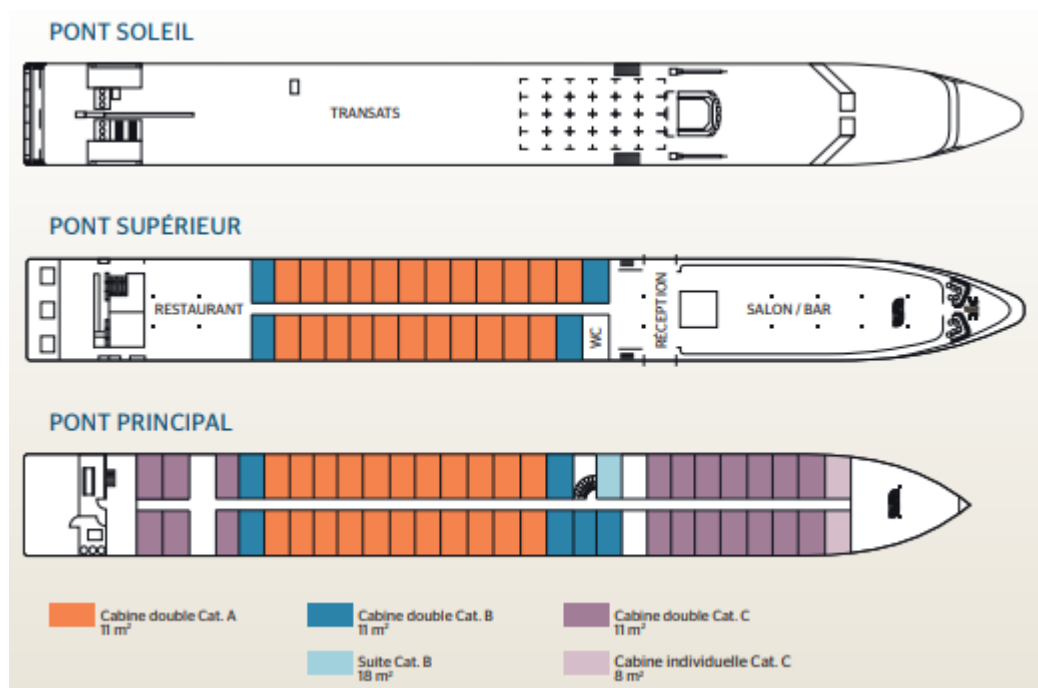 PONT SOLEIL
TRANSATS
PONT SUPÉRIEUR
RESTAURANT
WC
RÉCEPTION
SALON / BAR
PONT PRINCIPAL
Cabine double Cat. A
11 m²
Cabine double Cat. B
11 m²
Cabine double Cat. C
11 m²
Suite Cat. B
18 m²
Cabine individuelle Cat. C
8 m²